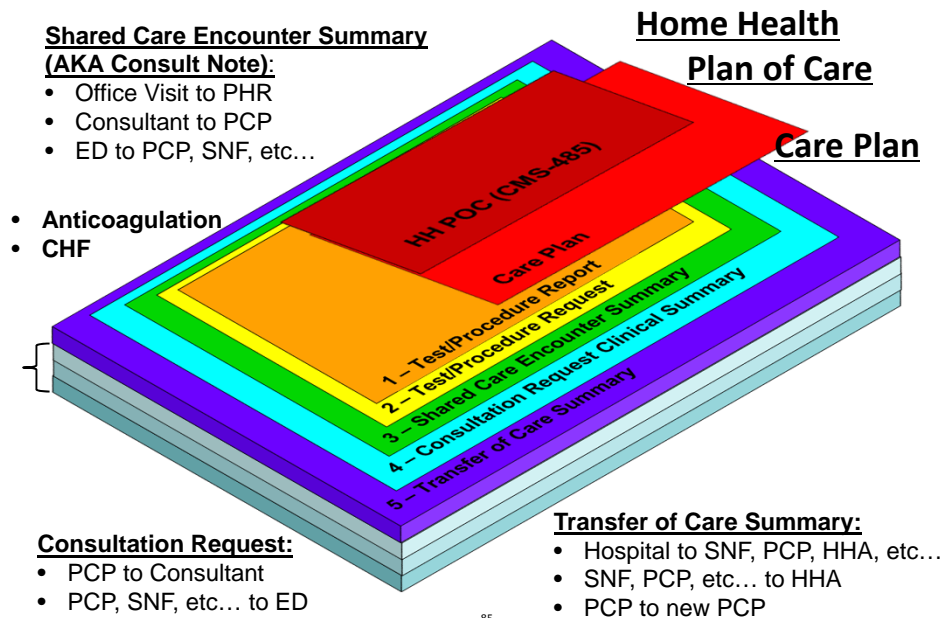 Shared Care Encounter Summary
(AKA Consult Note):
• Office Visit to PHR
• Consultant to PCP
• ED to PCP, SNF, etc…
Home Health
Plan of Care
Care Plan
• Anticoagulation
• CHF
HH POC (CMS-485)
Care Plan
1 – Test/Procedure Report
2 – Test/Procedure Request
3 – Shared Care Encounter Summary
4 – Consultation Request Clinical Summary
5 – Transfer of Care Summary
Consultation Request:
• PCP to Consultant
• PCP, SNF, etc… to ED
Transfer of Care Summary:
• Hospital to SNF, PCP, HHA, etc…
• SNF, PCP, etc… to HHA
• PCP to new PCP
85